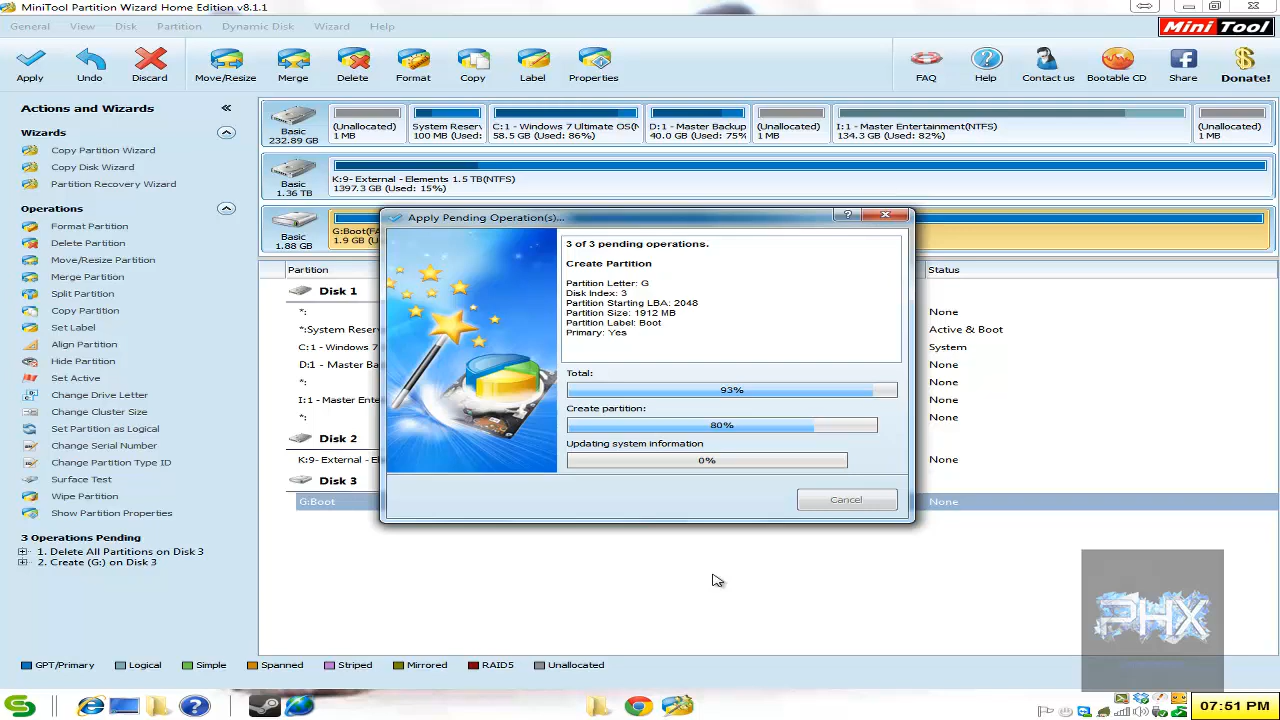 MiniTool Partition Wizard Home Edition v8.1.1
General View Disk Partition Dynamic Disk Wizard Help
Mini Tool
Apply Undo Discard Move/Resize Merge Delete Format Copy Label Properties FAQ Help Contact us Bootable CD Share Donate!
Actions and Wizards
Wizards
Copy Partition Wizard
Copy Disk Wizard
Partition Recovery Wizard
Operations
Format Partition
Delete Partition
Move/Resize Partition
Merge Partition
Split Partition
Copy Partition
Set Label
Align Partition
Hide Partition
Set Active
Change Drive Letter
Change Cluster Size
Set Partition as Logical
Change Serial Number
Change Partition Type ID
Surface Test
Wipe Partition
Show Partition Properties
3 Operations Pending
1. Delete All Partitions on Disk 3
2. Create (G:) on Disk 3
Basic
232.89 GB
(Unallocated)
1 MB
System Reserv
100 MB (Used:
C:1 - Windows 7 Ultimate OS(N
58.5 GB (Used: 86%)
D:1 - Master Backup
40.0 GB (Used: 75%
(Unallocated)
1 MB
I:1 - Master Entertainment(NTFS)
134.3 GB (Used: 82%)
(Unallocated)
1 MB
Basic
1.36 TB
K:9- External - Elements 1.5 TB(NTFS)
1397.3 GB (Used: 15%)
Basic
1.88 GB
G:Boot(FA
1.9 GB
Partition Status
Disk 1
*: None
*:System Reserv Active & Boot
C:1 - Windows 7 System
D:1 - Master Ba None
*: None
I:1 - Master Ente None
*: None
Disk 2
K:9- External - El None
Disk 3
G:Boot None
Apply Pending Operation(s)...
3 of 3 pending operations.
Create Partition
Partition Letter: G
Disk Index: 3
Partition Starting LBA: 2048
Partition Size: 1912 MB
Partition Label: Boot
Primary: Yes
Total:
93%
Create partition:
80%
Updating system information
0%
Cancel
PHX
GPT/Primary Logical Simple Spanned Striped Mirrored RAID5 Unallocated
07:51 PM